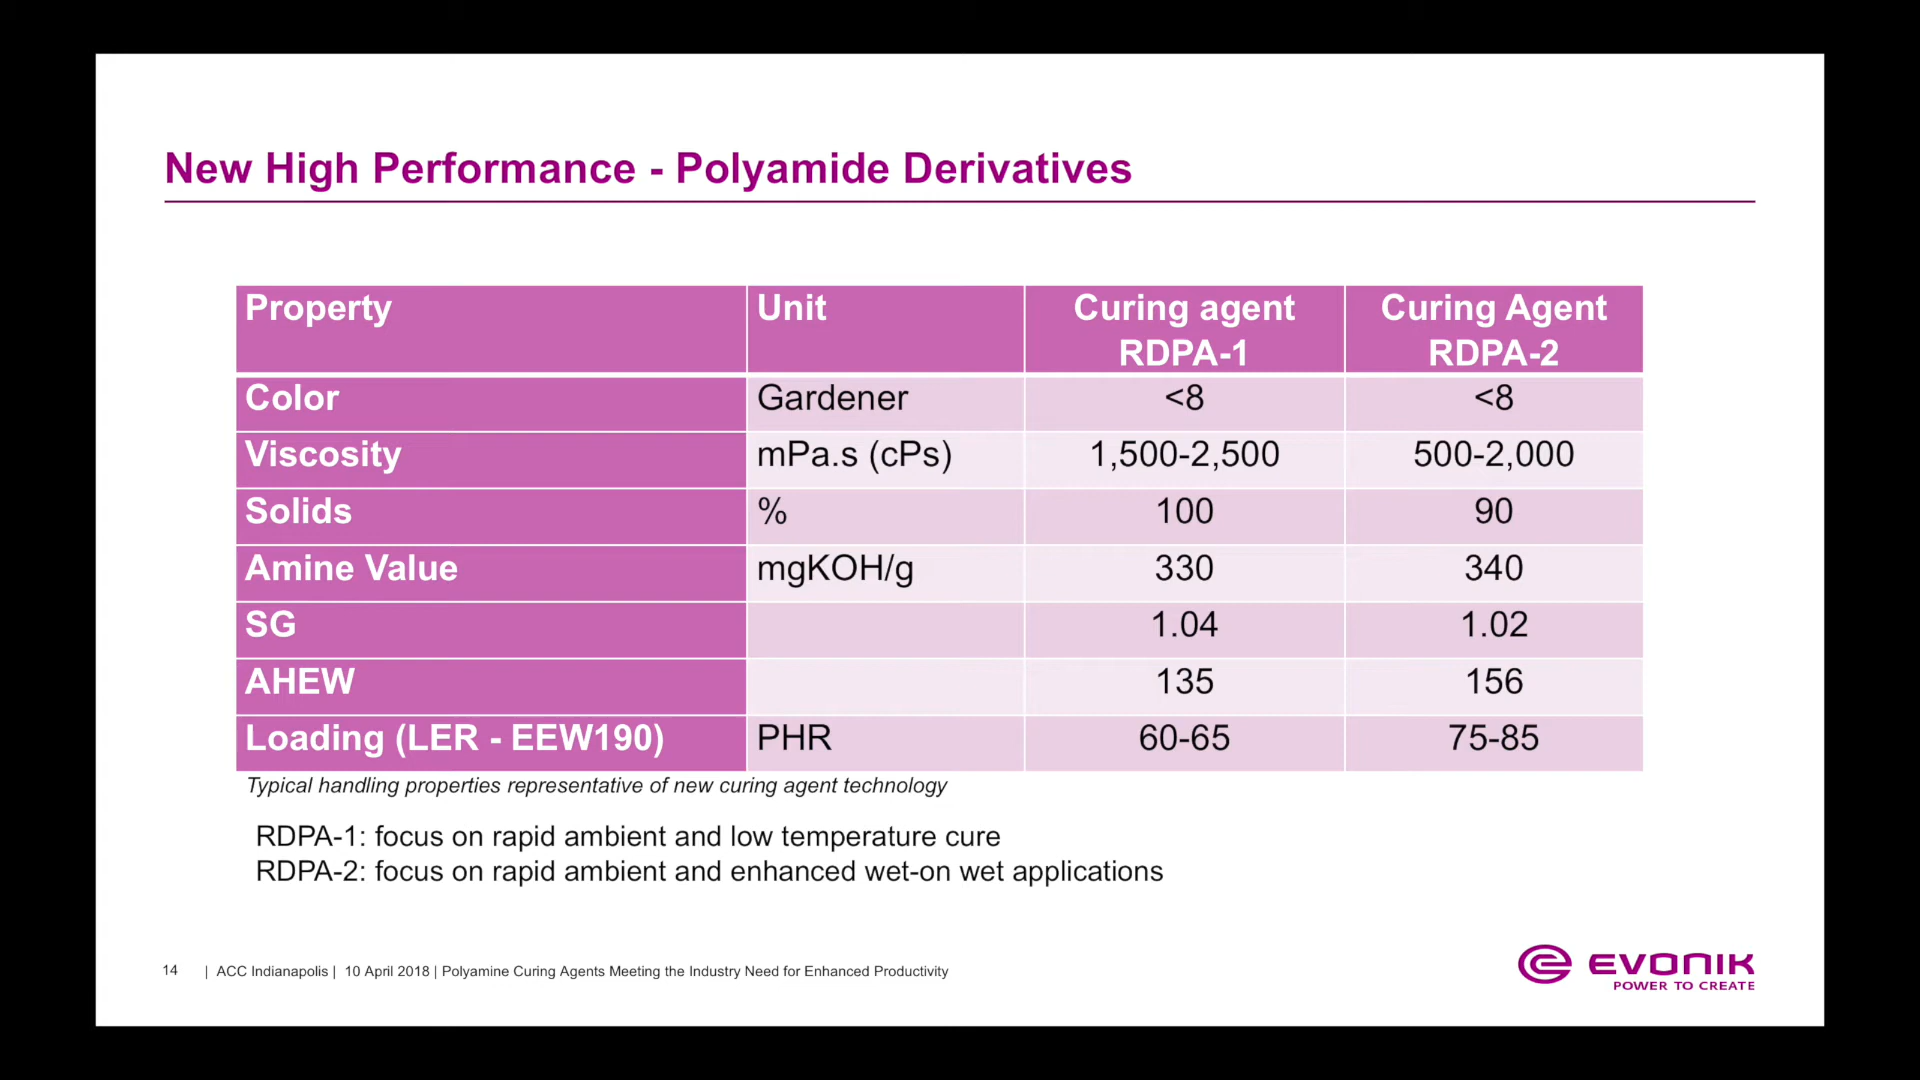 New High Performance - Polyamide Derivatives
Property Unit Curing agent RDPA-1 Curing Agent RDPA-2
Color Gardener <8 <8
Viscosity mPa.s (cPs) 1,500-2,500 500-2,000
Solids % 100 90
Amine Value mgKOH/g 330 340
SG 1.04 1.02
AHEW 135 156
Loading (LER - EEW190) PHR 60-65 75-85
Typical handling properties representative of new curing agent technology
RDPA-1: focus on rapid ambient and low temperature cure
RDPA-2: focus on rapid ambient and enhanced wet-on wet applications
14 | ACC Indianapolis | 10 April 2018 | Polyamine Curing Agents Meeting the Industry Need for Enhanced Productivity
EVONIK
POWER TO CREATE